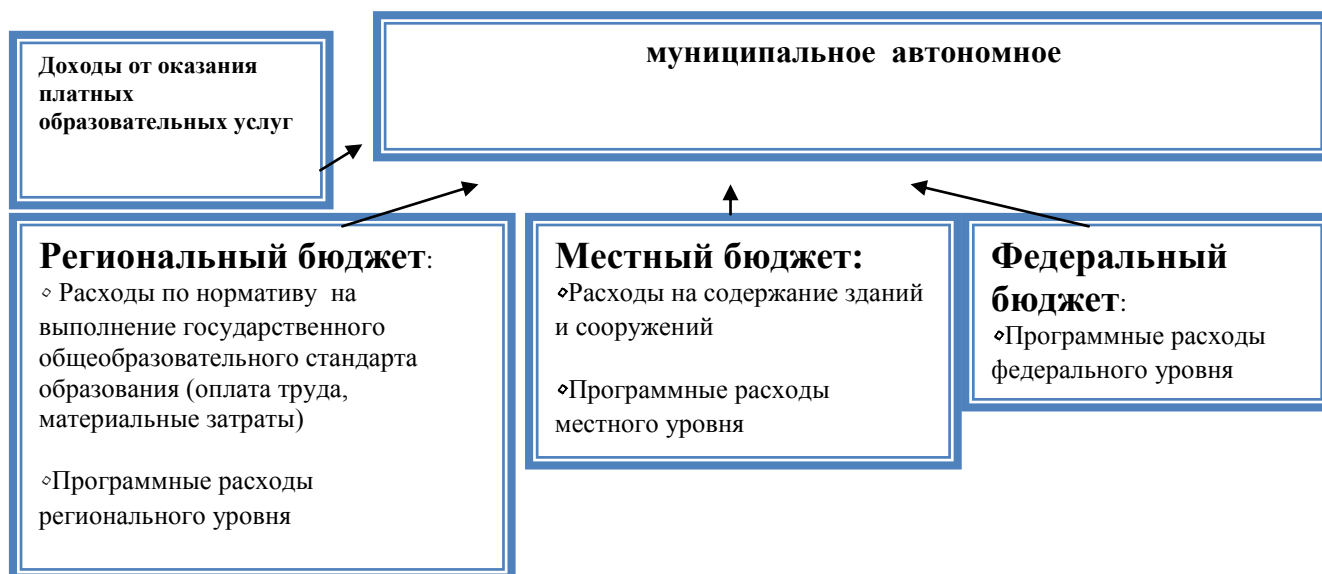 Доходы от оказания
платных
образовательных услуг
муниципальное автономное
Региональный бюджет:
Расходы по нормативу на
выполнение государственного
общеобразовательного стандарта
образования (оплата труда,
материальные затраты)
Программные расходы
регионального уровня
Местный бюджет:
Расходы на содержание зданий
и сооружений
Программные расходы
местного уровня
Федеральный
бюджет:
Программные расходы
федерального уровня